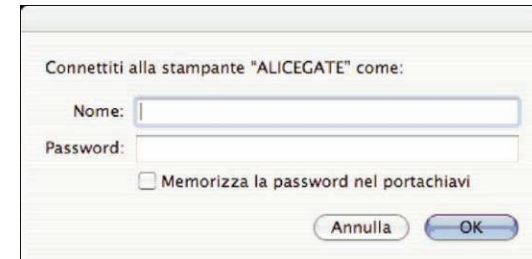 Connettiti alla stampante "ALICEGATE" come:
Nome:
Password:
Memorizza la password nel portachiavi
Annulla OK